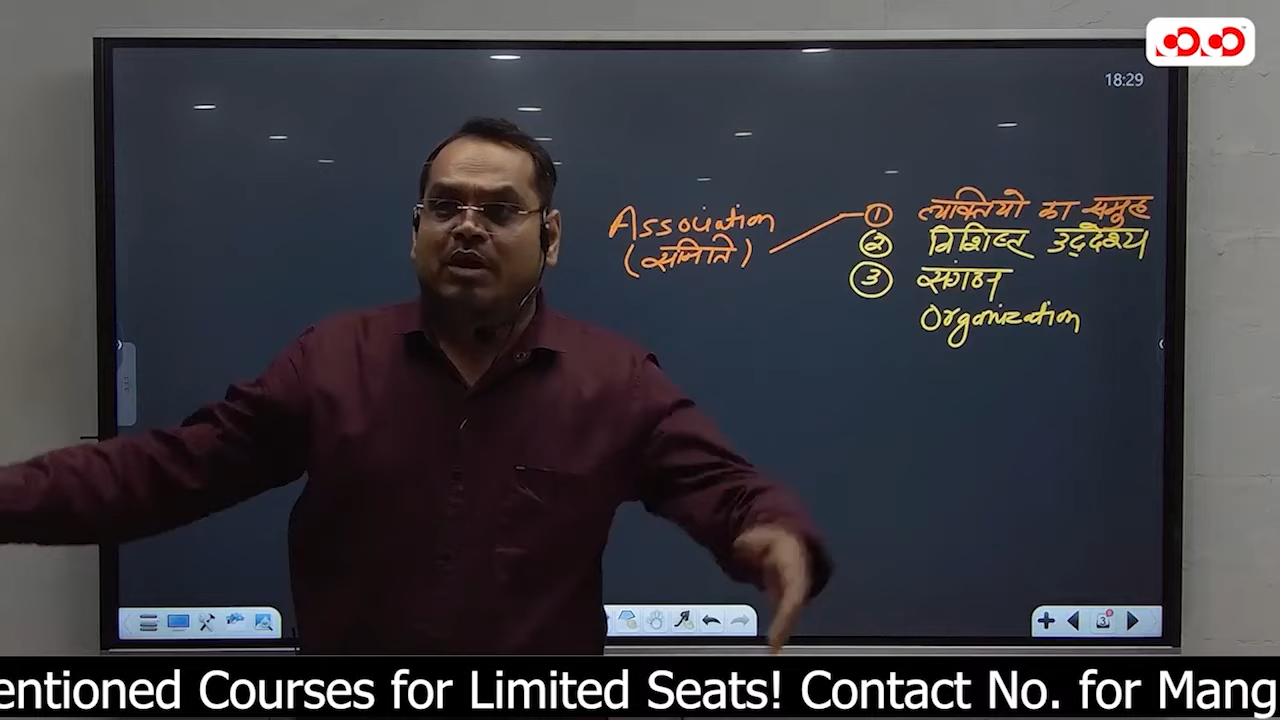 18:29
Association
(समिति)
① व्यक्तियो का समूह
② विशिष्ट उद्देश्य
③ संगठन
Organization
3
entioned Courses for Limited Seats! Contact No. for Mang